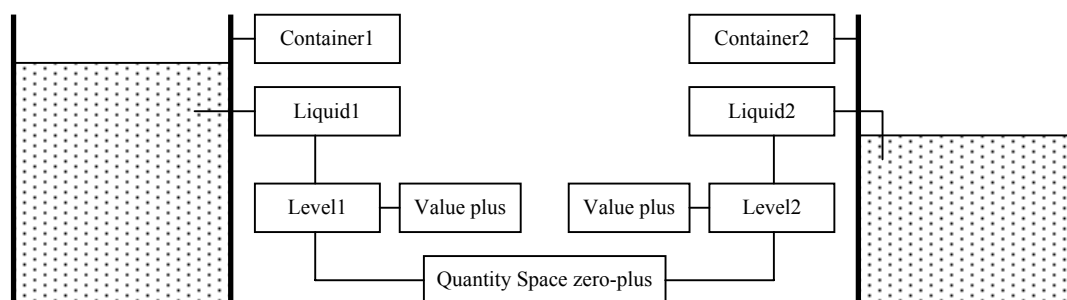 Container1
Container2
Liquid1
Liquid2
Level1
Value plus
Value plus
Level2
Quantity Space zero-plus